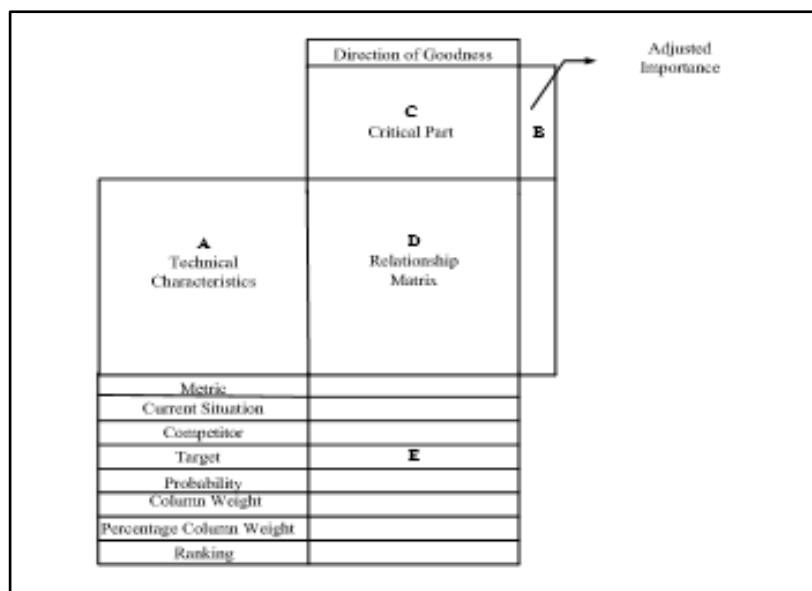 Direction of Goodness
Adjusted
Importance
C
Critical Part
B
A
Technical
Characteristics
D
Relationship
Matrix
Metric
Current Situation
Competitor
Target
E
Probability
Column Weight
Percentage Column Weight
Ranking